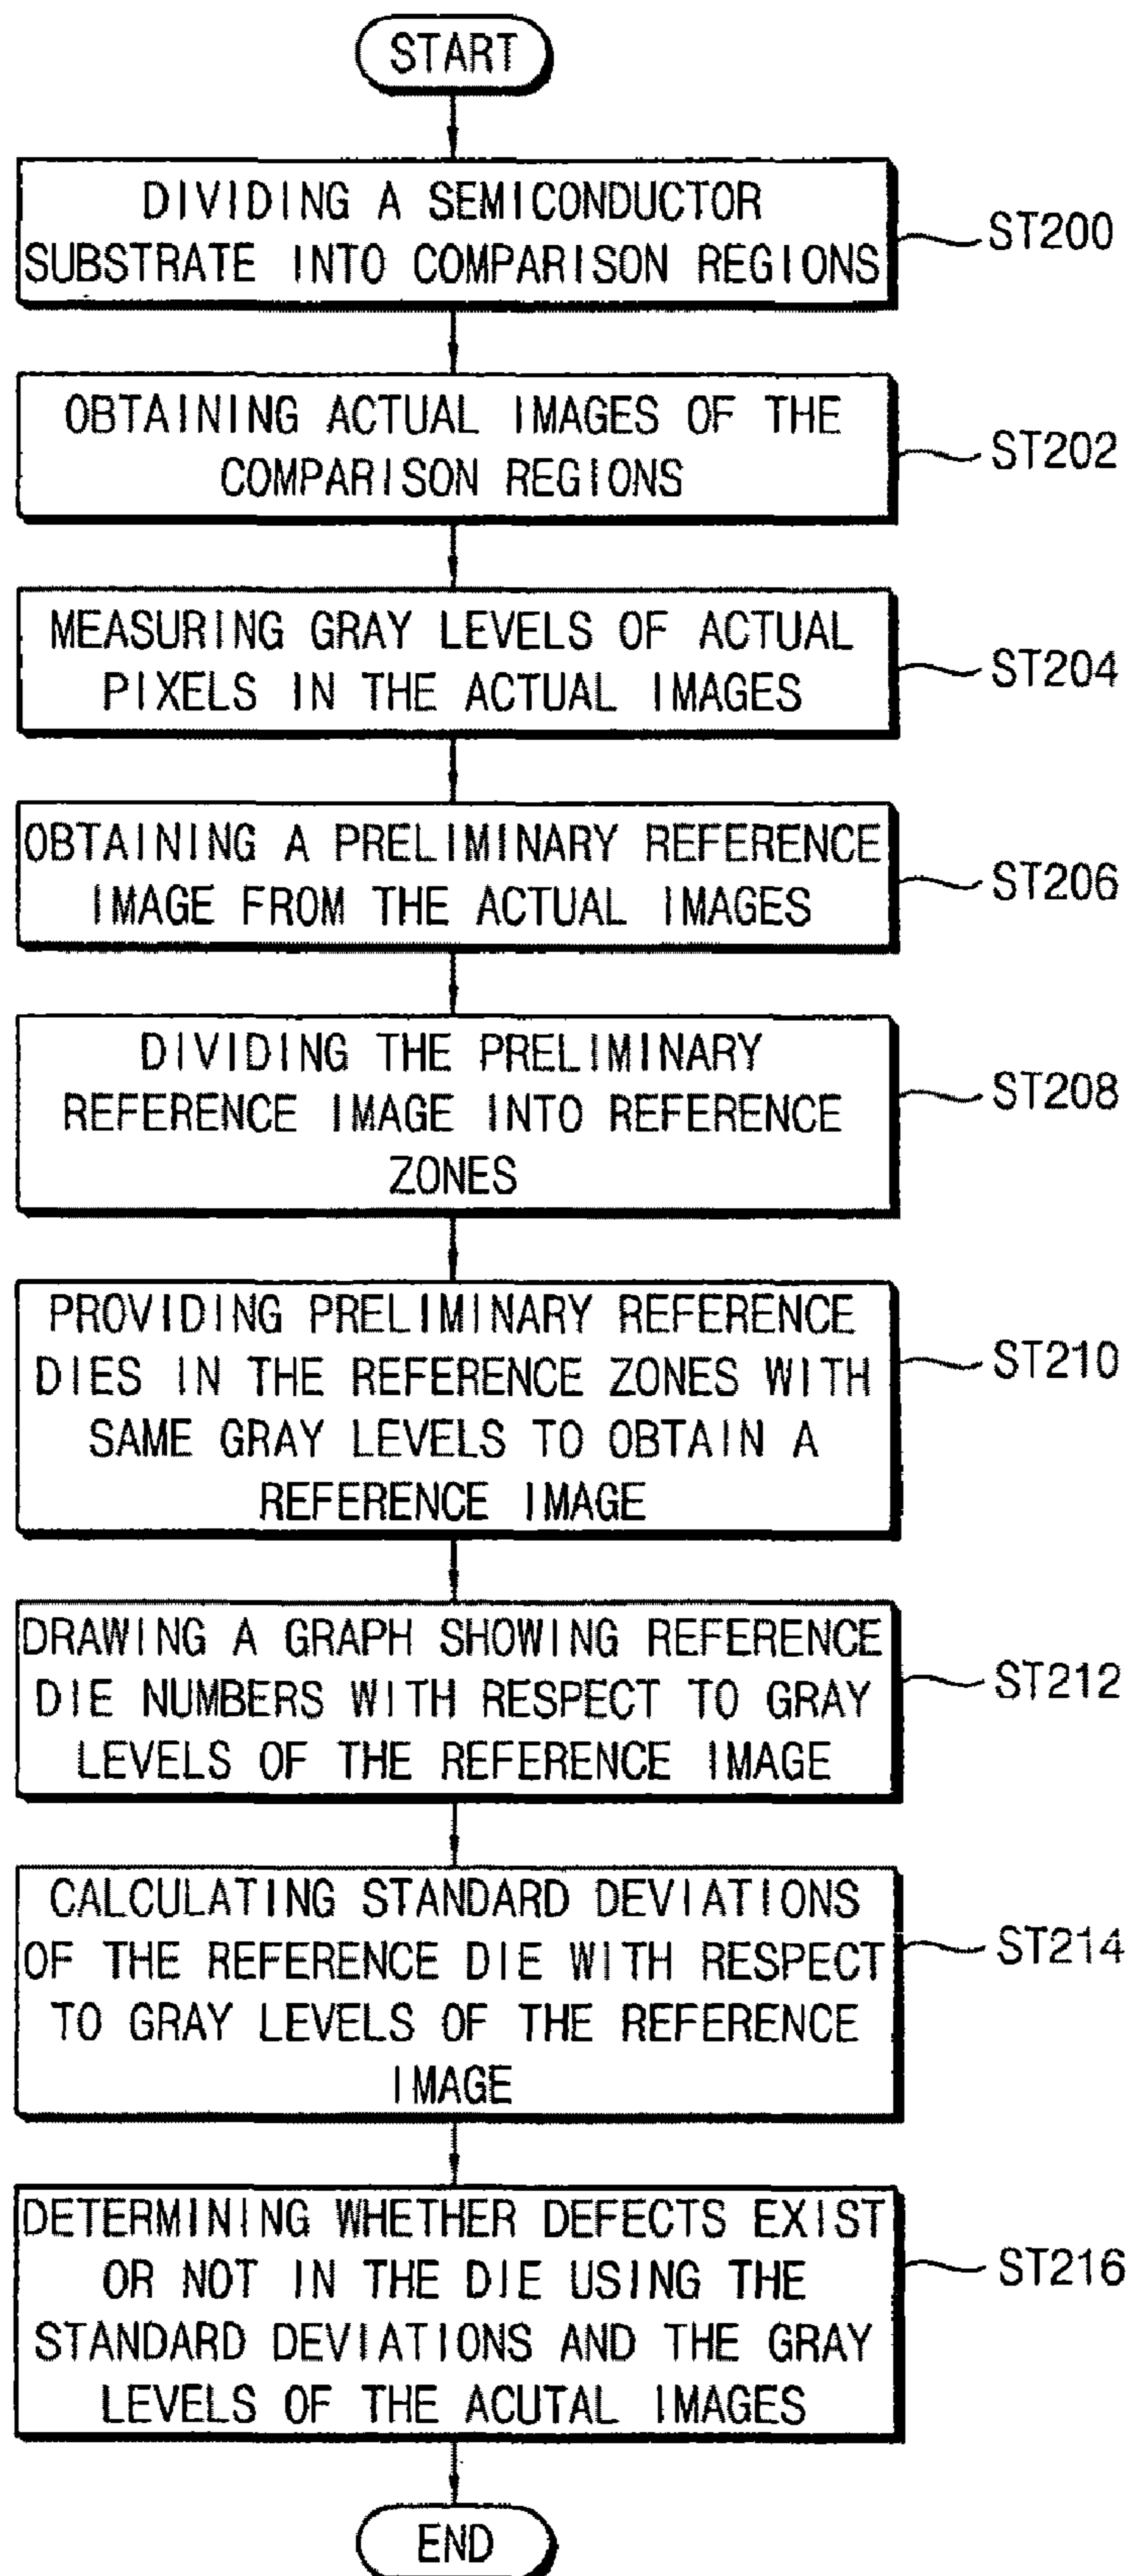 START
DIVIDING A SEMICONDUCTOR
SUBSTRATE INTO COMPARISON REGIONS
ST200
OBTAINING ACTUAL IMAGES OF THE
COMPARISON REGIONS
ST202
MEASURING GRAY LEVELS OF ACTUAL
PIXELS IN THE ACTUAL IMAGES
ST204
OBTAINING A PRELIMINARY REFERENCE
IMAGE FROM THE ACTUAL IMAGES
ST206
DIVIDING THE PRELIMINARY
REFERENCE IMAGE INTO REFERENCE
ZONES
ST208
PROVIDING PRELIMINARY REFERENCE
DIES IN THE REFERENCE ZONES WITH
SAME GRAY LEVELS TO OBTAIN A
REFERENCE IMAGE
ST210
DRAWING A GRAPH SHOWING REFERENCE
DIE NUMBERS WITH RESPECT TO GRAY
LEVELS OF THE REFERENCE IMAGE
ST212
CALCULATING STANDARD DEVIATIONS
OF THE REFERENCE DIE WITH RESPECT
TO GRAY LEVELS OF THE REFERENCE
IMAGE
ST214
DETERMINING WHETHER DEFECTS EXIST
OR NOT IN THE DIE USING THE
STANDARD DEVIATIONS AND THE GRAY
LEVELS OF THE ACUTAL IMAGES
ST216
END